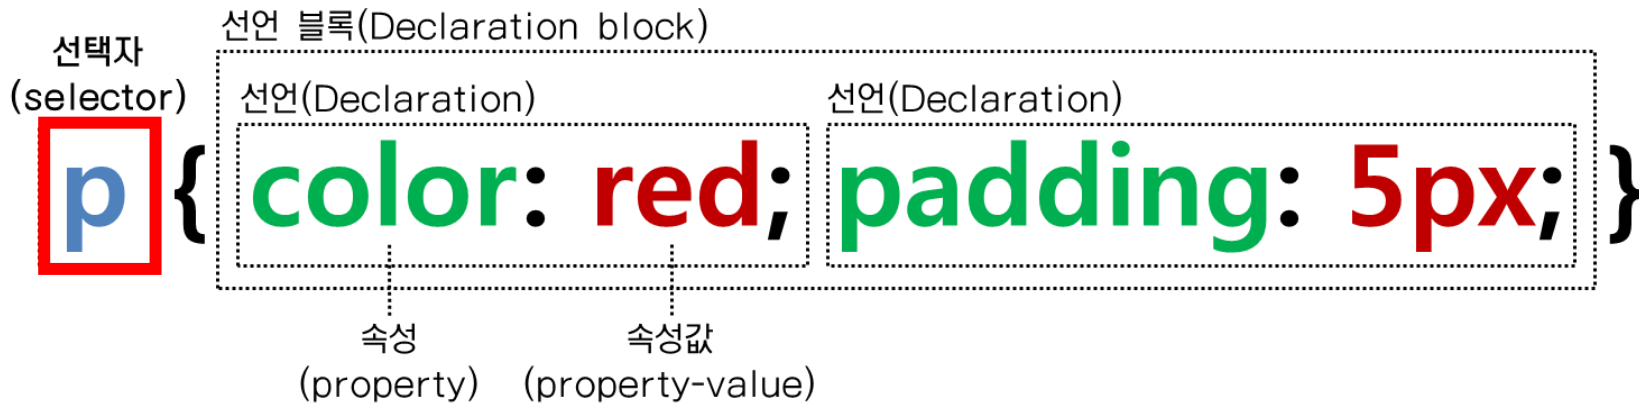 선언 블록(Declaration block)
선택자
(selector)
선언(Declaration) 선언(Declaration)
p { color: red; padding: 5px; }
속성 속성값
(property) (property-value)